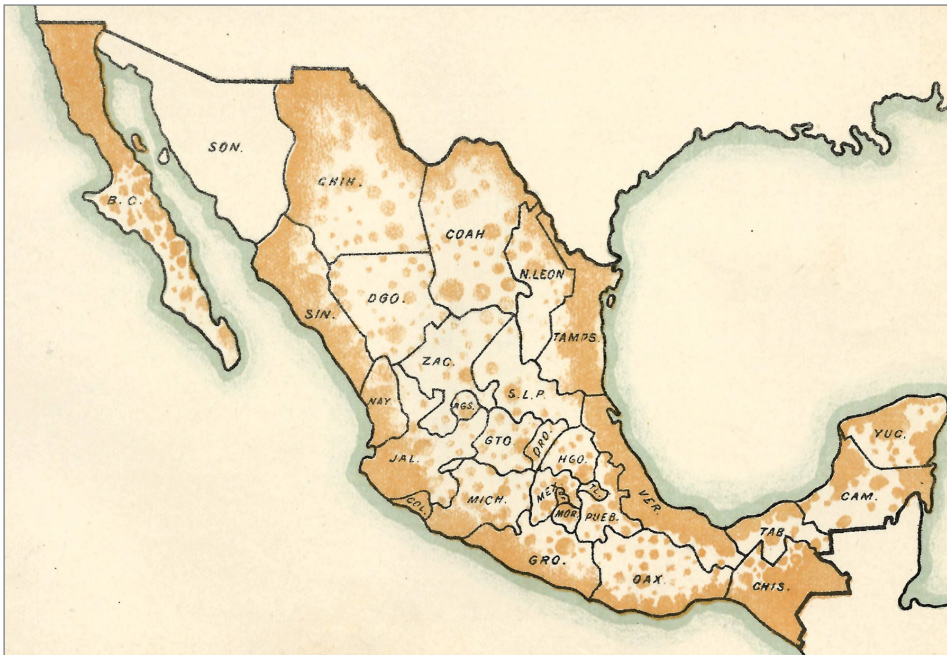 SON.
CHIH.
B. C.
COAH
N. LEON
DGO.
SIN.
TAMPS.
ZAC.
S. L. P.
NAY.
AGS.
GTO
QRO.
HGO.
JAL.
YUC.
MICH.
MEX
TL.
VER.
CAM.
COL.
MOR.
PUEB.
TAB.
GRO.
OAX.
CHIS.